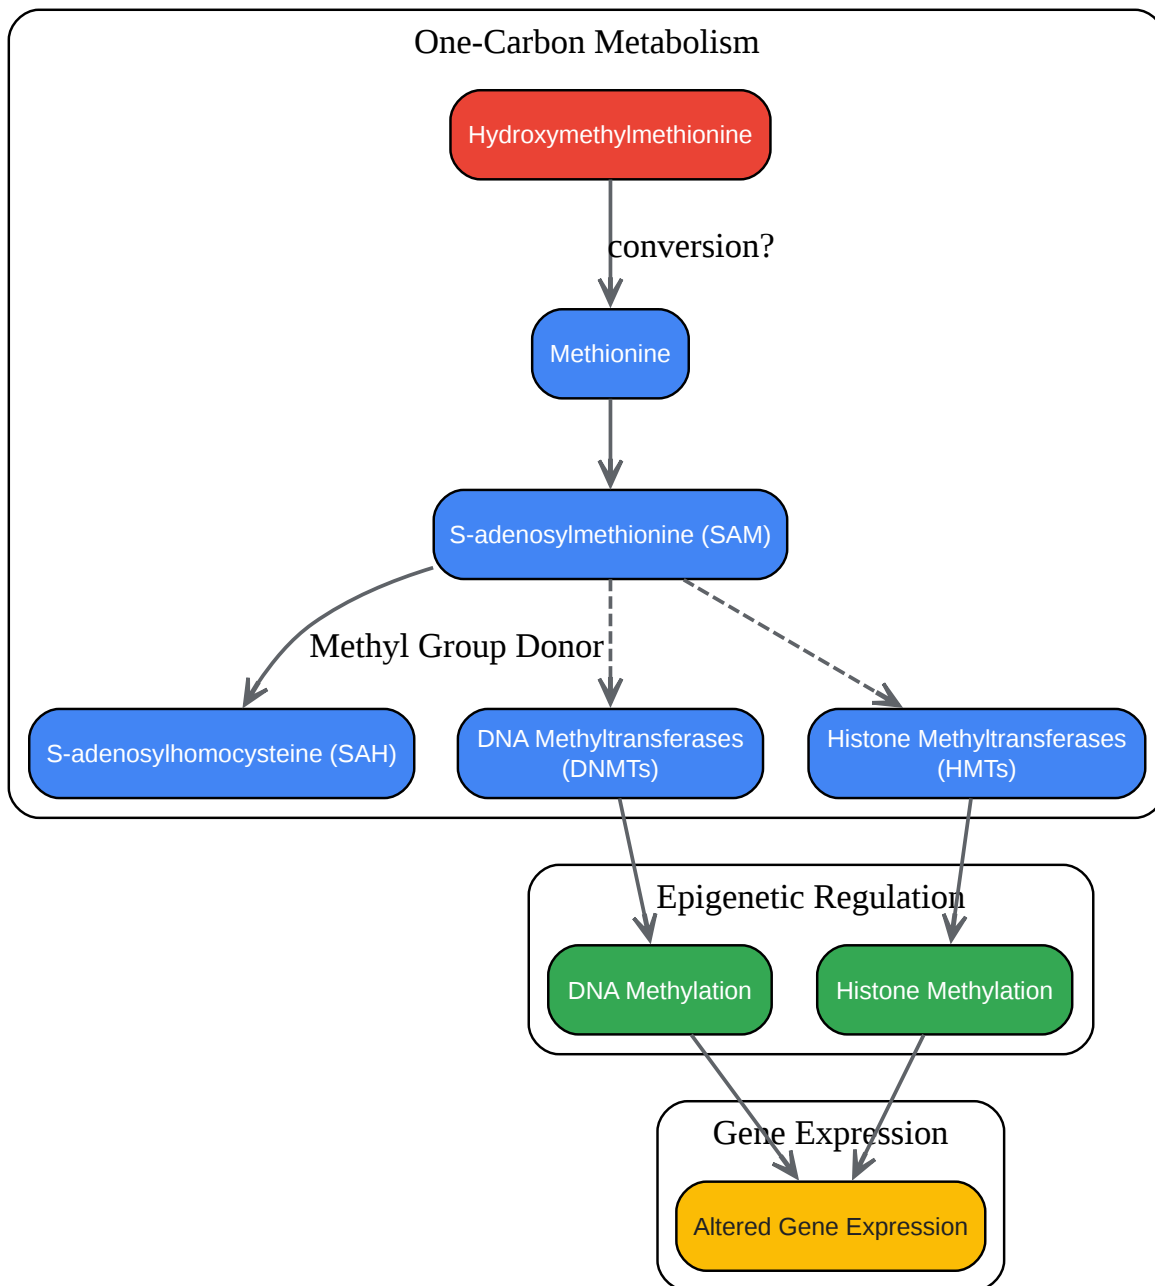 One-Carbon Metabolism
Hydroxymethylmethionine
conversion?
Methionine
S-adenosylmethionine (SAM)
Methyl Group Donor
S-adenosylhomocysteine (SAH)
DNA Methyltransferases
(DNMTs)
Histone Methyltransferases
(HMTs)
Epigenetic Regulation
DNA Methylation
Histone Methylation
Gene Expression
Altered Gene Expression